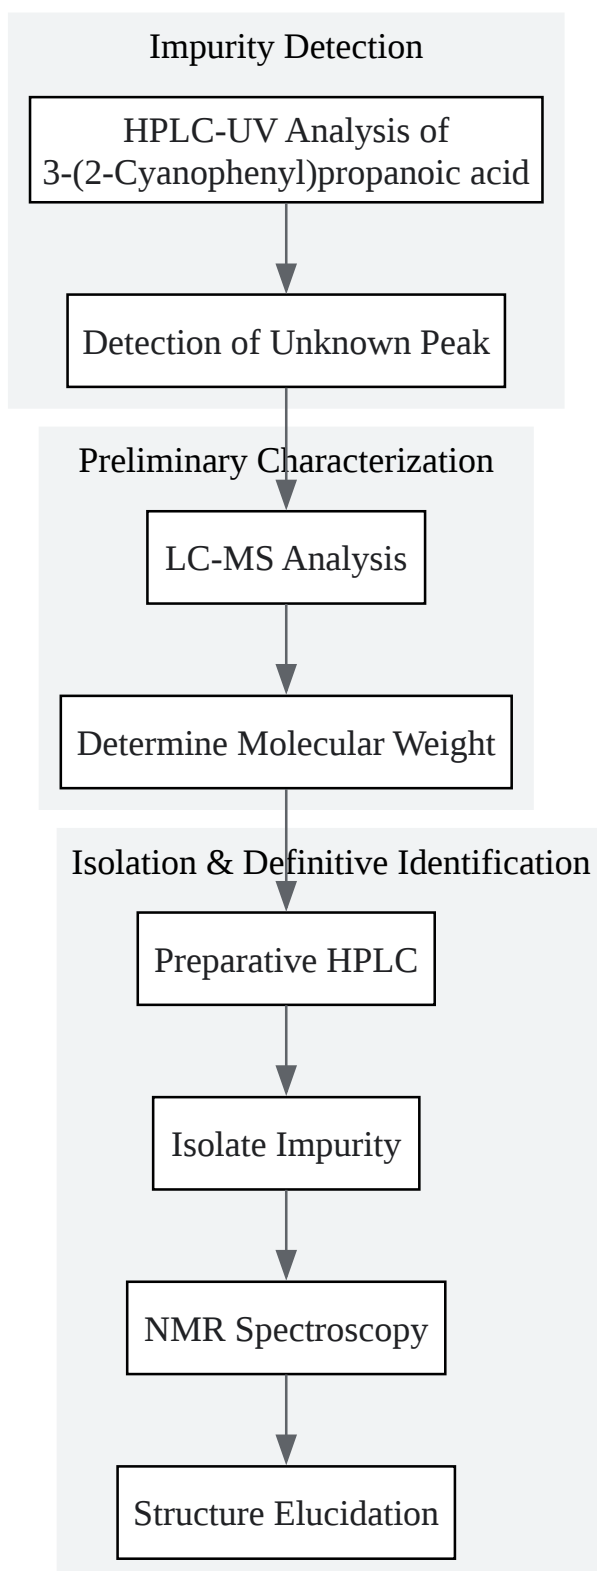 Impurity Detection
HPLC-UV Analysis of
3-(2-Cyanophenyl)propanoic acid
Detection of Unknown Peak
Preliminary Characterization
LC-MS Analysis
Determine Molecular Weight
Isolation & Definitive Identification
Preparative HPLC
Isolate Impurity
NMR Spectroscopy
Structure Elucidation